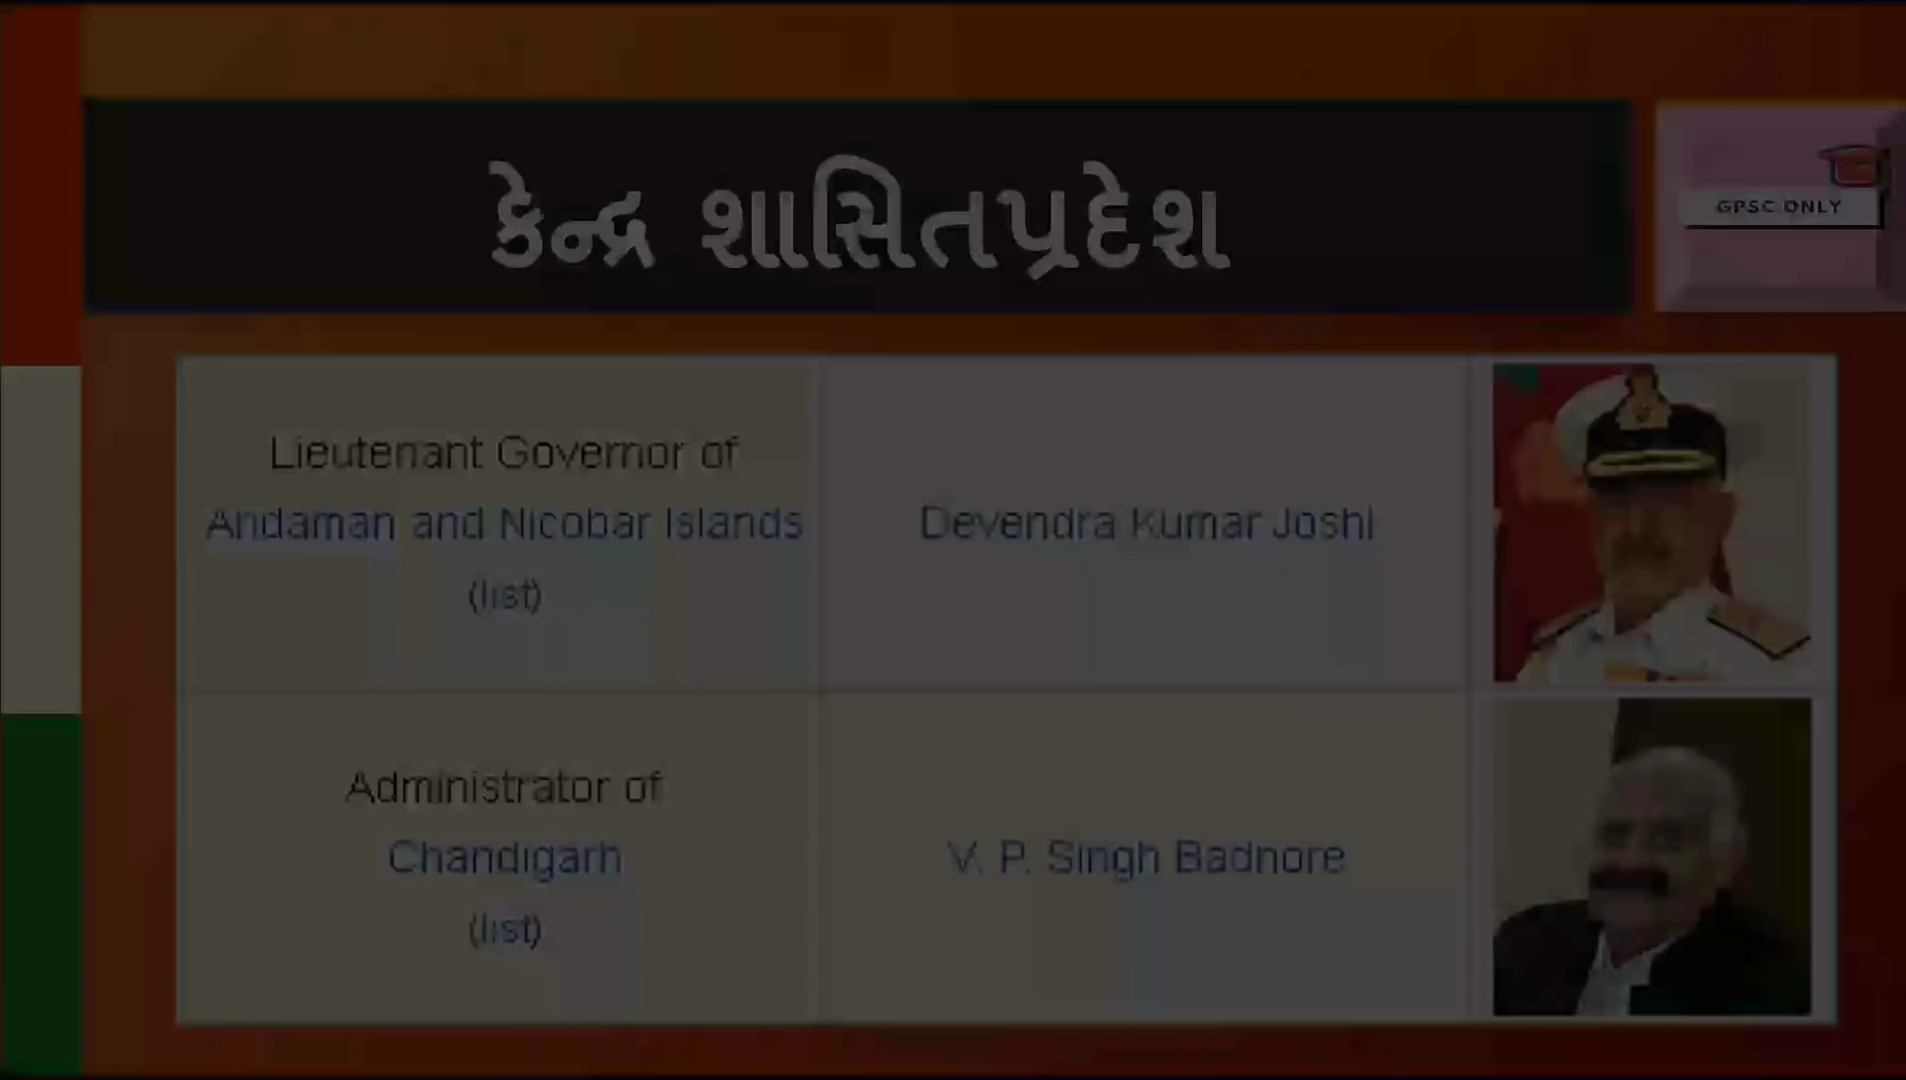 કેન્દ્ર શાસિતપ્રદેશ
GPSC ONLY
Lieutenant Governor of
Andaman and Nicobar Islands
(list)
Devendra Kumar Joshi
Administrator of
Chandigarh
(list)
V. P. Singh Badnore